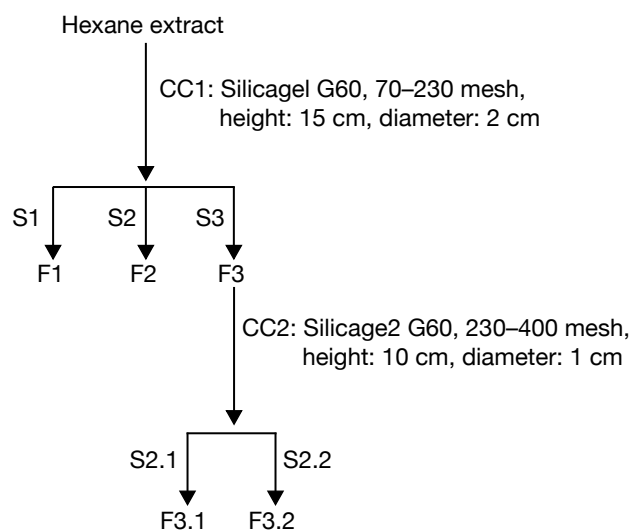 Hexane extract
CC1: Silicagel G60, 70–230 mesh,
height: 15 cm, diameter: 2 cm
S1 S2 S3
F1 F2 F3
CC2: Silicage2 G60, 230–400 mesh,
height: 10 cm, diameter: 1 cm
S2.1 S2.2
F3.1 F3.2